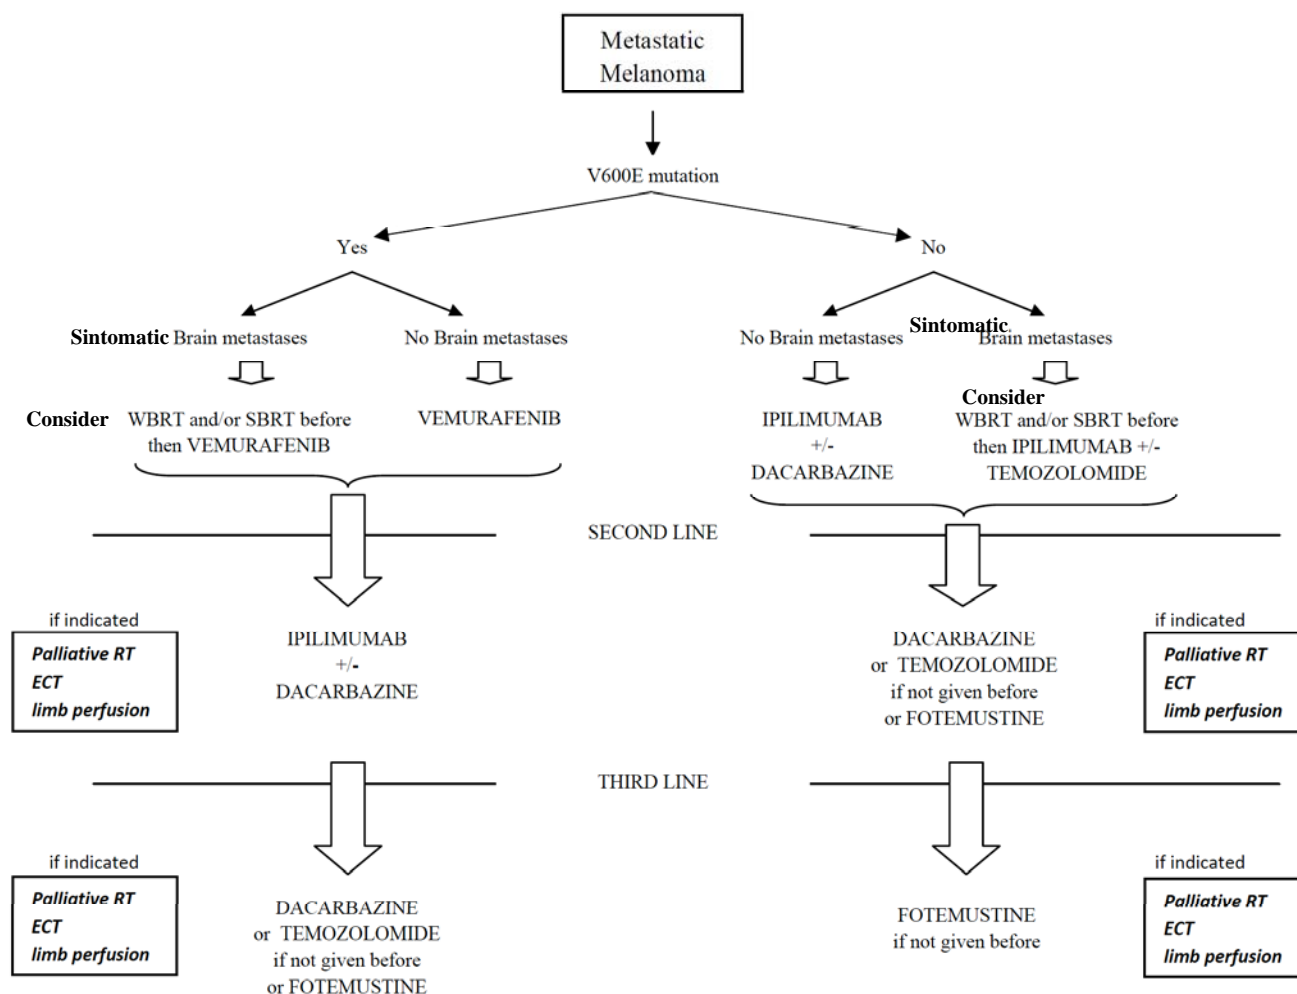 Metastatic
Melanoma
V600E mutation
Yes
No
Sintomatic Brain metastases
No Brain metastases
No Brain metastases
Sintomatic
Brain metastases
Consider
WBRT and/or SBRT before
then VEMURAFENIB
VEMURAFENIB
IPILIMUMAB
+/-
DACARBAZINE
Consider
WBRT and/or SBRT before
then IPILIMUMAB +/-
TEMOZOLOMIDE
SECOND LINE
if indicated
Palliative RT
ECT
limb perfusion
IPILIMUMAB
+/-
DACARBAZINE
DACARBAZINE
or TEMOZOLOMIDE
if not given before
or FOTEMUSTINE
if indicated
Palliative RT
ECT
limb perfusion
THIRD LINE
if indicated
Palliative RT
ECT
limb perfusion
DACARBAZINE
or TEMOZOLOMIDE
if not given before
or FOTEMUSTINE
FOTEMUSTINE
if not given before
if indicated
Palliative RT
ECT
limb perfusion